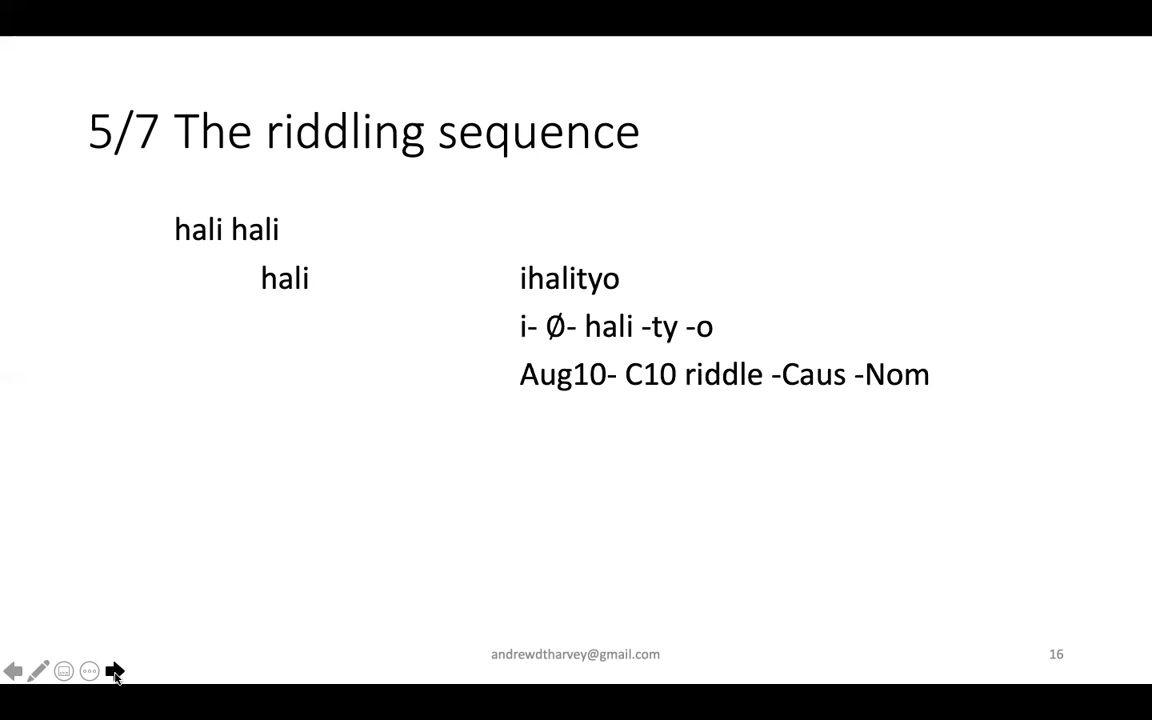 5/7 The riddling sequence
hali hali
hali ihalityo
i- Ø- hali -ty -o
Aug10- C10 riddle -Caus -Nom
andrewdtharvey@gmail.com 16